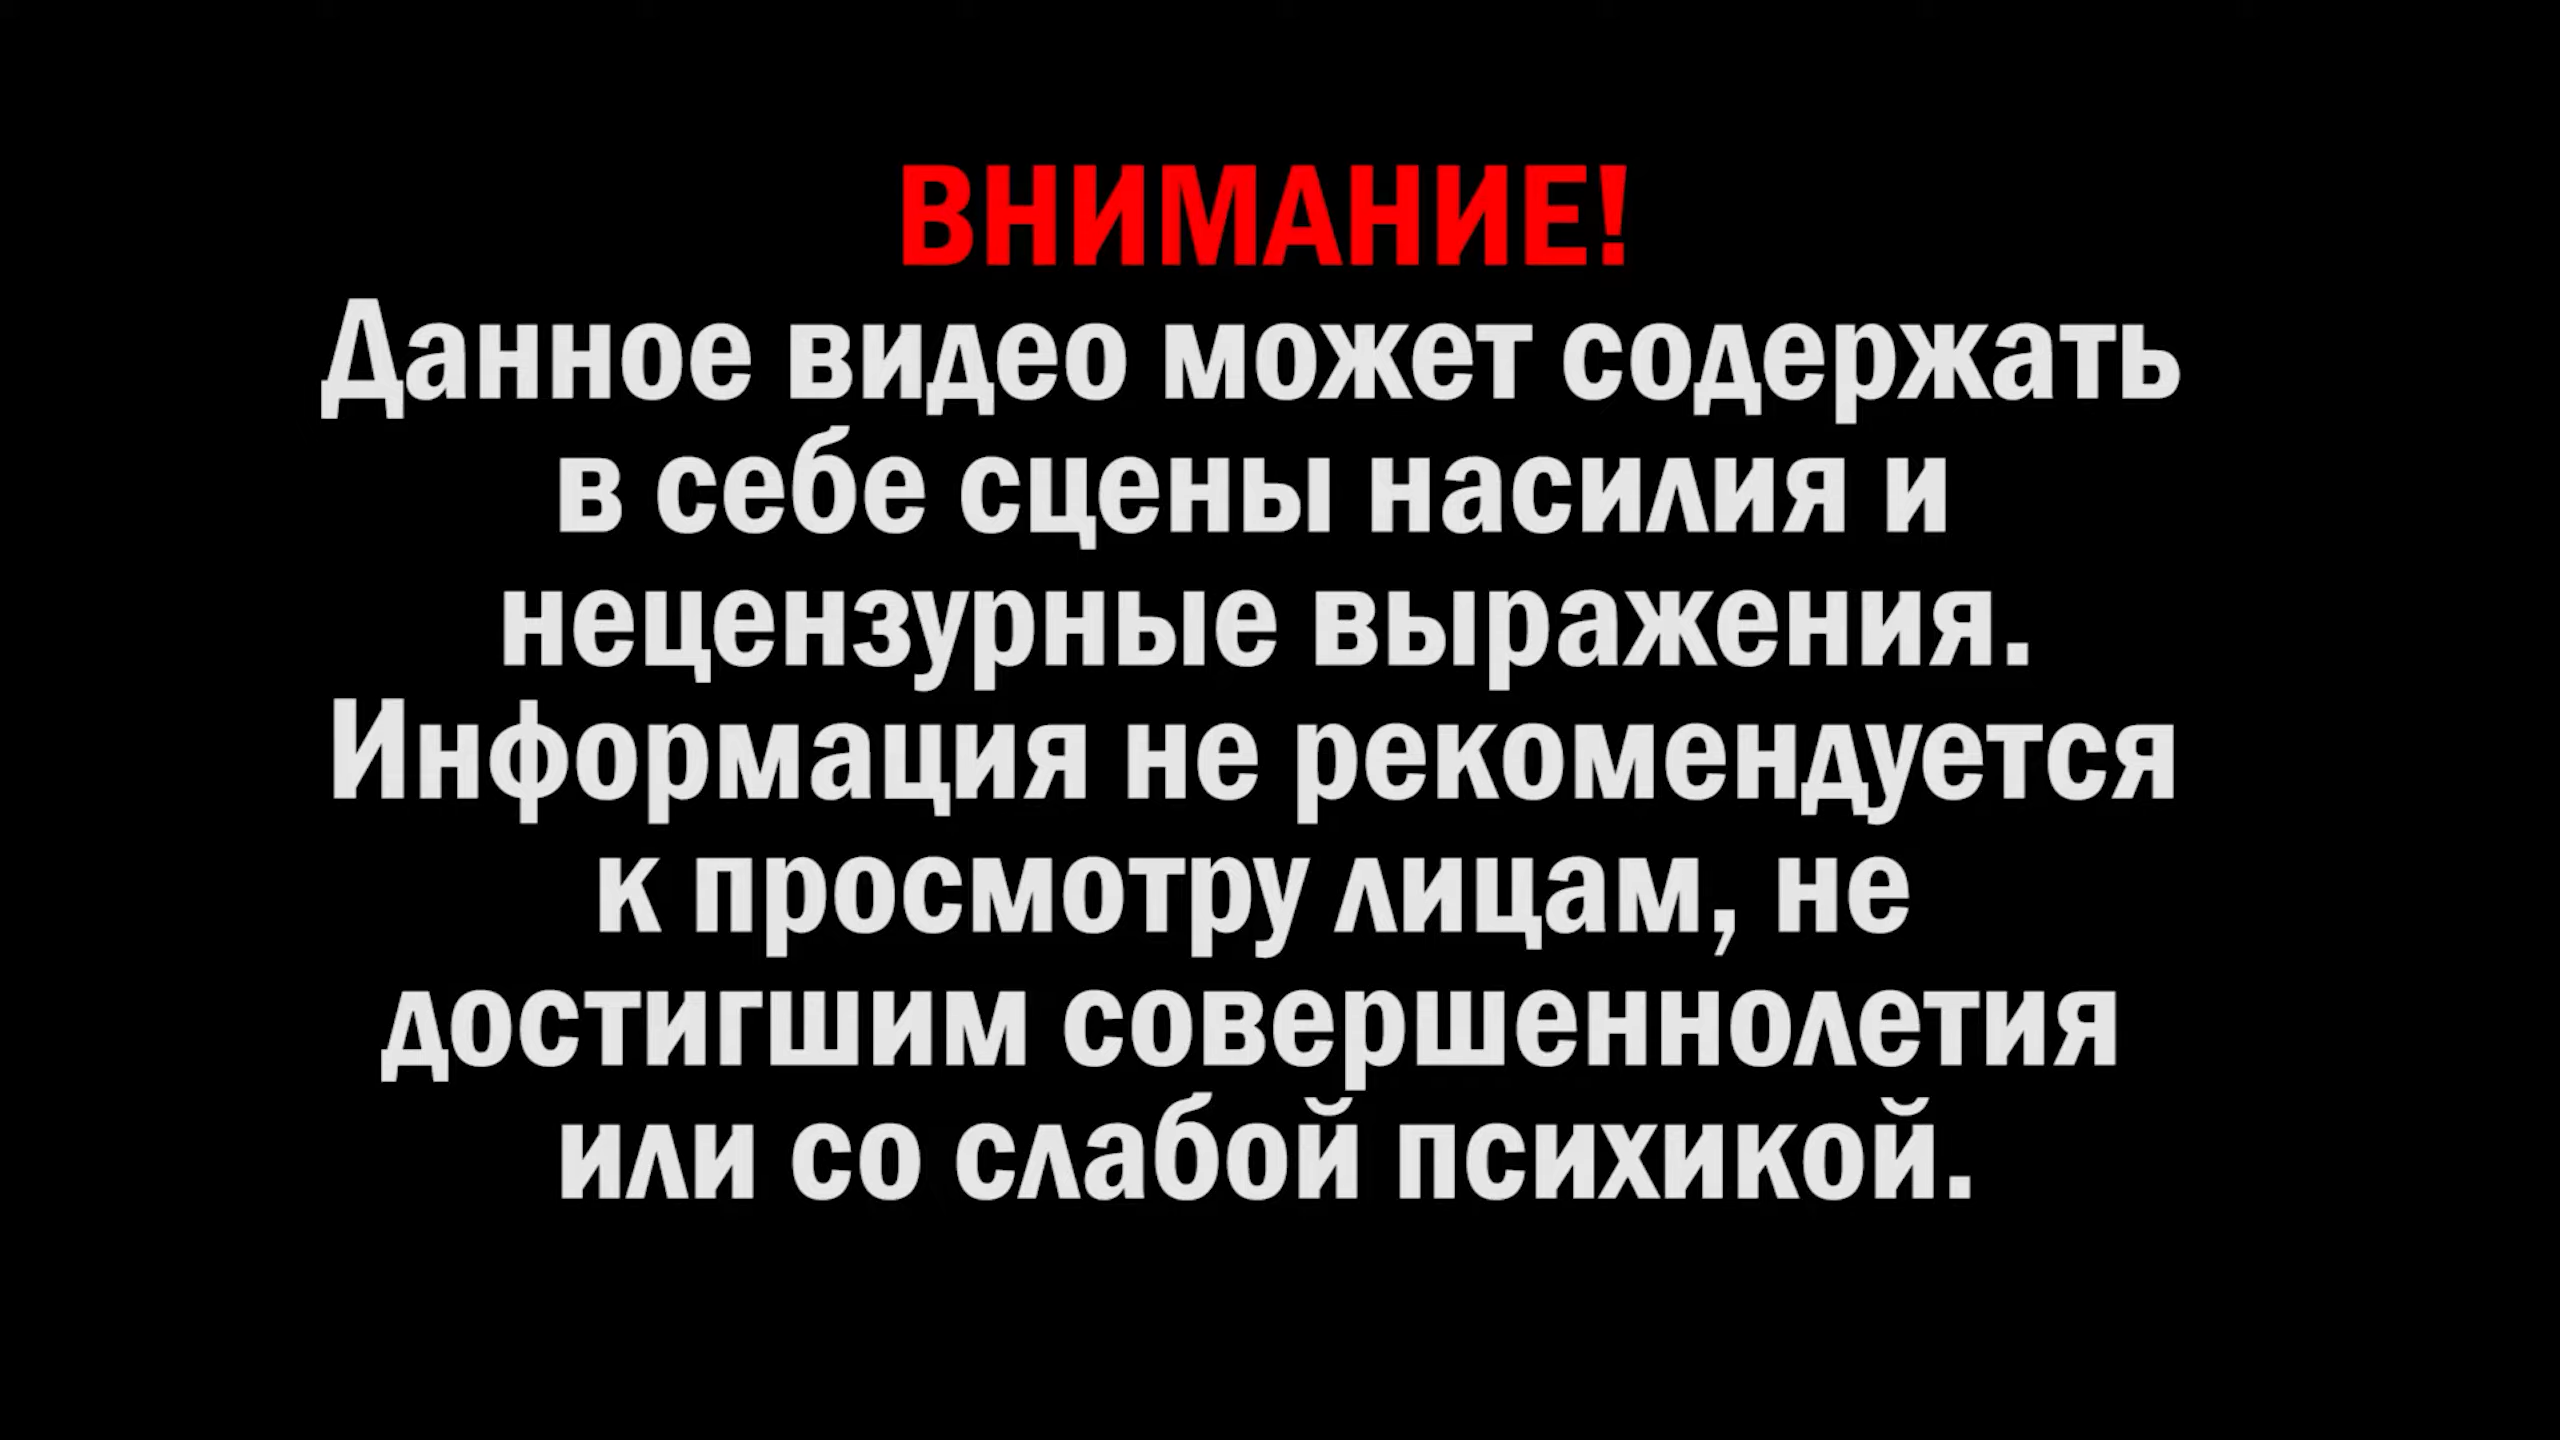 ВНИМАНИЕ!
Данное видео может содержать
в себе сцены насилия и
нецензурные выражения.
Информация не рекомендуется
к просмотру лицам, не
достигшим совершеннолетия
или со слабой психикой.